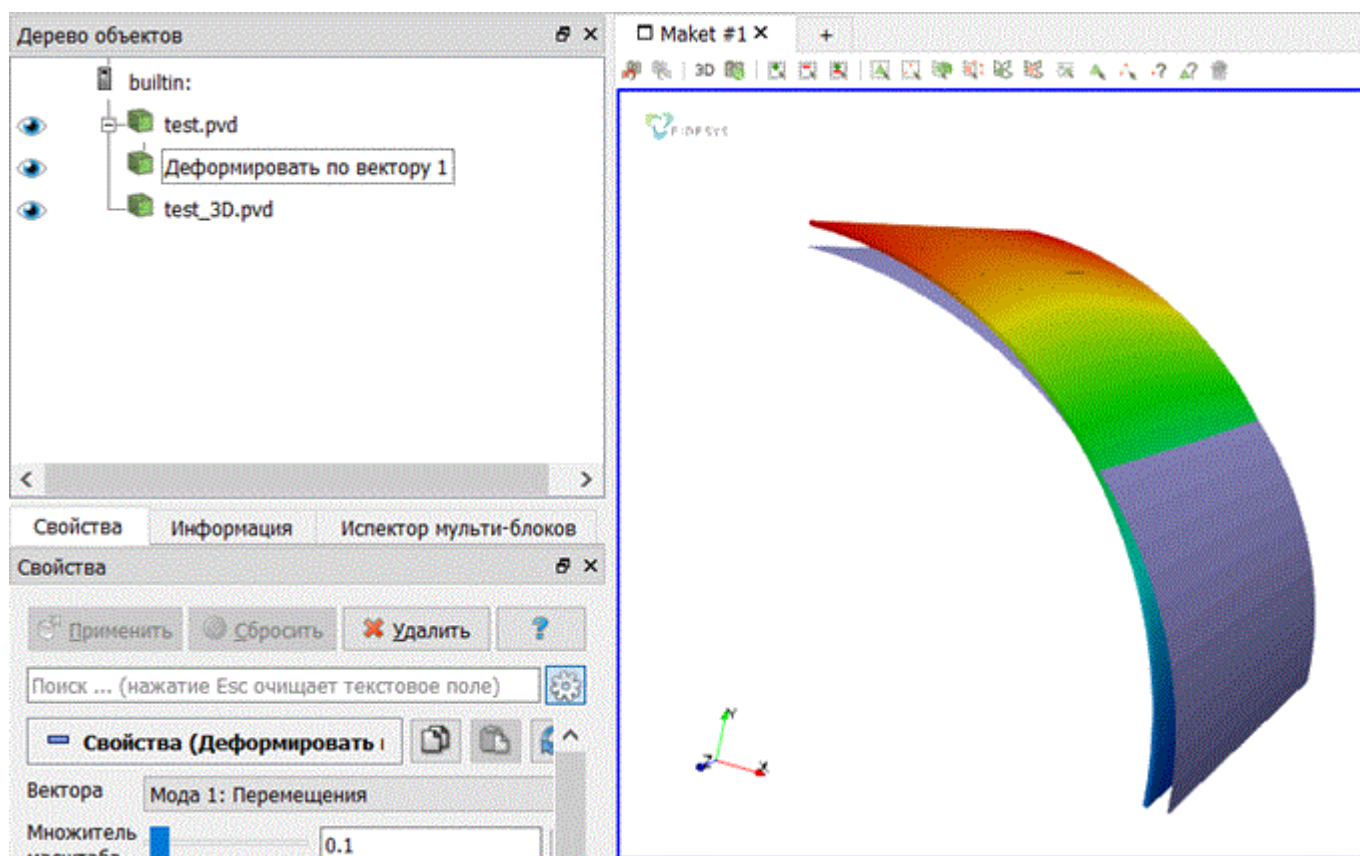 Дерево объектов
builtin:
test.pvd
Деформировать по вектору 1
test_3D.pvd
Свойства Информация Испектор мульти-блоков
Свойства
Применить Сбросить Удалить ?
Поиск ... (нажатие Esc очищает текстовое поле)
Свойства (Деформировать
Вектора Мода 1: Перемещения
Множитель
0.1
Maket #1 +
3D
FIDESYS
Y
Z
X